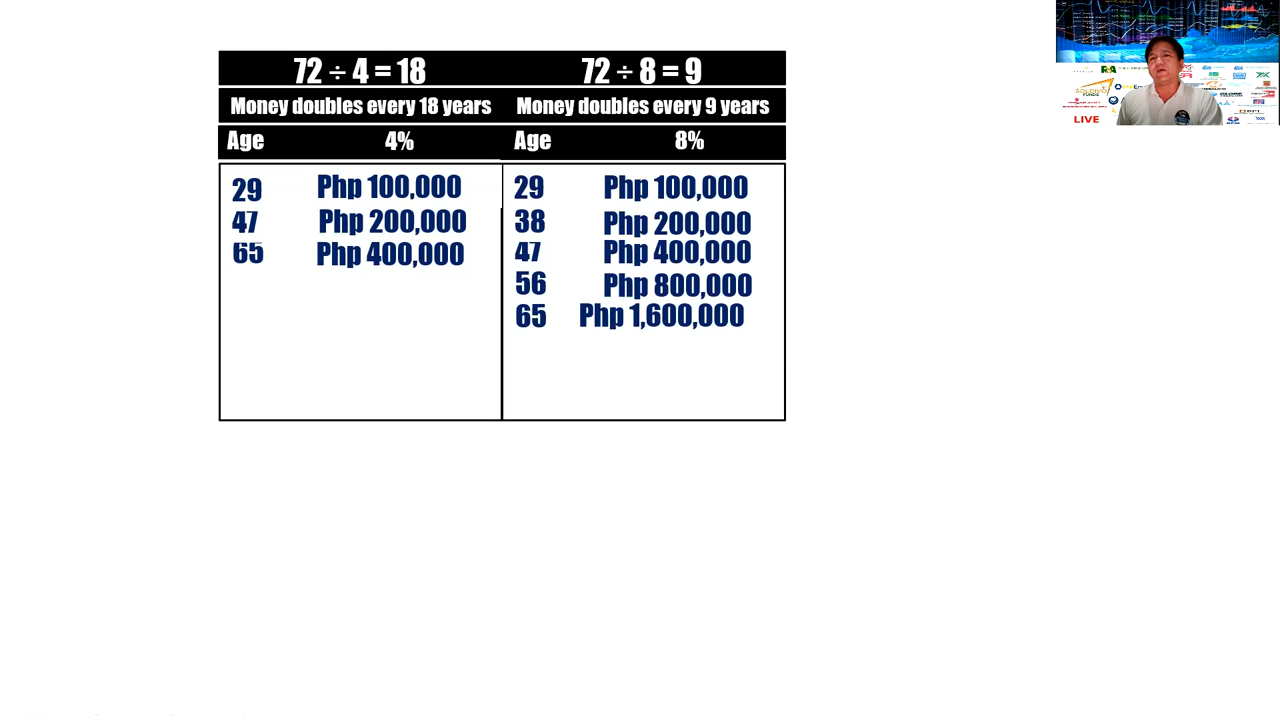 72 ÷ 4 = 18
72 ÷ 8 = 9
Money doubles every 18 years
Money doubles every 9 years
Age 4%
Age 8%
29 Php 100,000
47 Php 200,000
65 Php 400,000
29 Php 100,000
38 Php 200,000
47 Php 400,000
56 Php 800,000
65 Php 1,600,000
SOLDIVO
FUNDS
LIVE